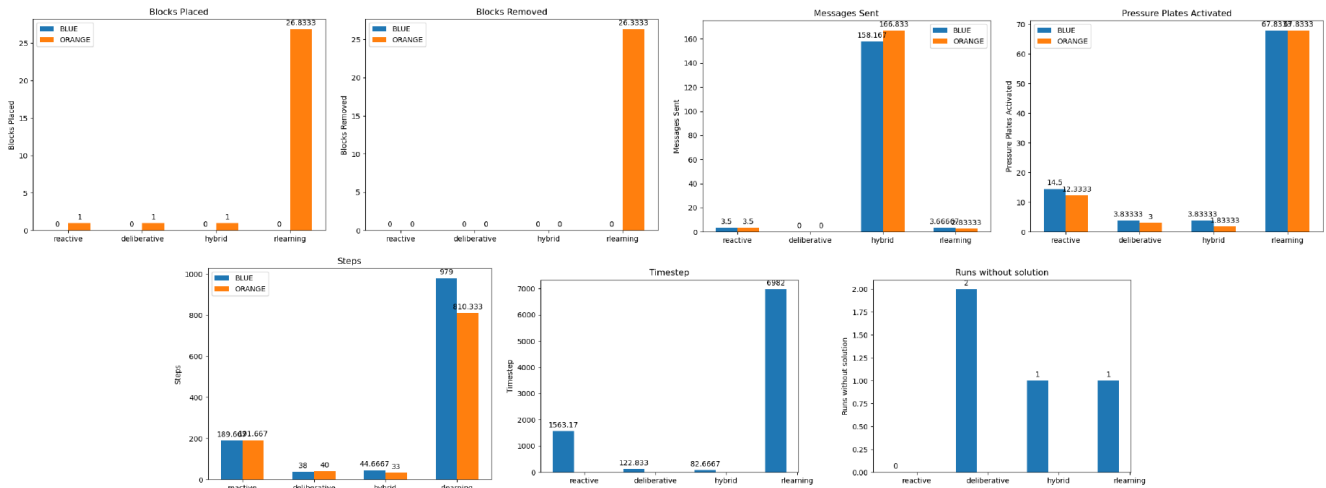 Blocks Placed
26.8333
BLUE
ORANGE
25
20
15
10
5
0
Blocks Placed
0 1 0 1 0 1 0
reactive deliberative hybrid rlearning
Blocks Removed
26.3333
BLUE
ORANGE
25
20
15
10
5
0
Blocks Removed
0 0 0 0 0 0 0
reactive deliberative hybrid rlearning
Messages Sent
158.167 166.833
BLUE
ORANGE
160
140
120
100
80
60
40
20
0
Messages Sent
3.5 3.5 0 0 3.66667
reactive deliberative hybrid rlearning
Pressure Plates Activated
BLUE
ORANGE
70
60
50
40
30
20
10
0
Pressure Plates Activated
14.5 12.3333 3.83333 3 3.83333
reactive deliberative hybrid rlearning
Steps
979
810.333
BLUE
ORANGE
1000
800
600
400
200
0
Steps
38 40 44.6667 33
reactive deliberative hybrid rlearning
Timestep
6982
7000
6000
5000
4000
3000
2000
1000
0
Timestep
1563.17 122.833 82.6667
reactive deliberative hybrid rlearning
Runs without solution
2.00
1.75
1.50
1.25
1.00
0.75
0.50
0.25
0.00
Runs without solution
0 2 1 1
reactive deliberative hybrid rlearning